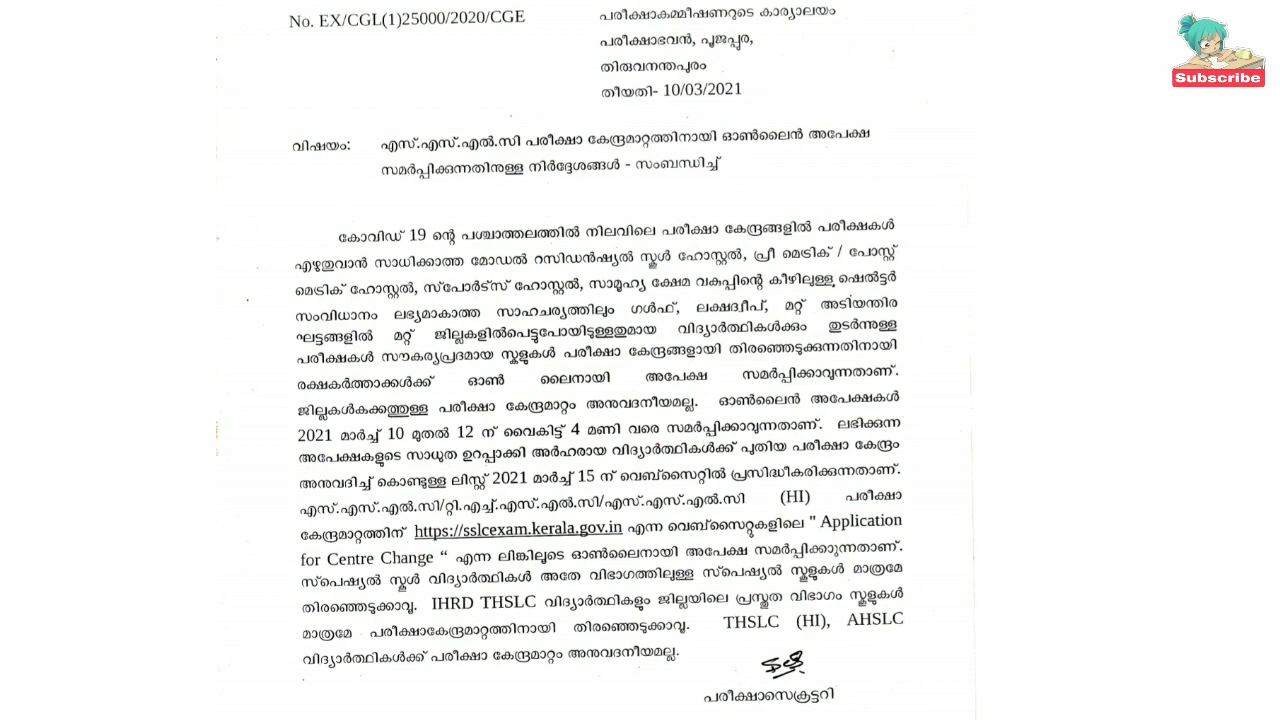 No. EX/CGL(1)25000/2020/CGE
പരീക്ഷാകമ്മീഷണറുടെ കാര്യാലയം
പരീക്ഷാഭവൻ, പൂജപ്പുര,
തിരുവനന്തപുരം
തീയതി- 10/03/2021
Subscribe
വിഷയം: എസ്.എസ്.എൽ.സി പരീക്ഷാ കേന്ദ്രമാറ്റത്തിനായി ഓൺലൈൻ അപേക്ഷ
സമർപ്പിക്കുന്നതിനുള്ള നിർദ്ദേശങ്ങൾ - സംബന്ധിച്ച്
കോവിഡ് 19 ന്റെ പശ്ചാത്തലത്തിൽ നിലവിലെ പരീക്ഷാ കേന്ദ്രങ്ങളിൽ പരീക്ഷകൾ
എഴുതുവാൻ സാധിക്കാത്ത മോഡൽ റസിഡൻഷ്യൽ സ്കൂൾ ഹോസ്റ്റൽ, പ്രീ മെട്രിക് / പോസ്റ്റ്
മെട്രിക് ഹോസ്റ്റൽ, സ്പോർട്സ് ഹോസ്റ്റൽ, സാമൂഹ്യ ക്ഷേമ വകുപ്പിന്റെ കീഴിലുള്ള ഷെൽട്ടർ
സംവിധാനം ലഭ്യമാകാത്ത സാഹചര്യത്തിലും ഗൾഫ്, ലക്ഷദ്വീപ്, മറ്റ് അടിയന്തിര
ഘട്ടങ്ങളിൽ മറ്റ് ജില്ലകളിൽപെട്ടുപോയിട്ടുള്ളതുമായ വിദ്യാർത്ഥികൾക്കും തുടർന്നുള്ള
പരീക്ഷകൾ സൗകര്യപ്രദമായ സ്കൂളുകൾ പരീക്ഷാ കേന്ദ്രങ്ങളായി തിരഞ്ഞെടുക്കുന്നതിനായി
രക്ഷകർത്താക്കൾക്ക് ഓൺ ലൈനായി അപേക്ഷ സമർപ്പിക്കാവുന്നതാണ്.
ജില്ലകൾകക്കത്തുള്ള പരീക്ഷാ കേന്ദ്രമാറ്റം അനുവദനീയമല്ല. ഓൺലൈൻ അപേക്ഷകൾ
2021 മാർച്ച് 10 മുതൽ 12 ന് വൈകിട്ട് 4 മണി വരെ സമർപ്പിക്കാവുന്നതാണ്. ലഭിക്കുന്ന
അപേക്ഷകളുടെ സാധുത ഉറപ്പാക്കി അർഹരായ വിദ്യാർത്ഥികൾക്ക് പുതിയ പരീക്ഷാ കേന്ദ്രം
അനുവദിച്ച് കൊണ്ടുള്ള ലിസ്റ്റ് 2021 മാർച്ച് 15 ന് വെബ്സൈറ്റിൽ പ്രസിദ്ധീകരിക്കുന്നതാണ്.
എസ്.എസ്.എൽ.സി/റ്റി.എച്ച്.എസ്.എൽ.സി/എസ്.എസ്.എൽ.സി (HI) പരീക്ഷാ
കേന്ദ്രമാറ്റത്തിന് https://sslcexam.kerala.gov.in എന്ന വെബ്സൈറ്റുകളിലെ " Application
for Centre Change “ എന്ന ലിങ്കിലൂടെ ഓൺലൈനായി അപേക്ഷ സമർപ്പിക്കാുന്നതാണ്.
സ്പെഷ്യൽ സ്കൂൾ വിദ്യാർത്ഥികൾ അതേ വിഭാഗത്തിലുള്ള സ്പെഷ്യൽ സ്കൂളുകൾ മാത്രമേ
തിരഞ്ഞെടുക്കാവൂ. IHRD THSLC വിദ്യാർത്ഥികളും ജില്ലയിലെ പ്രസ്തുത വിഭാഗം സ്കൂളുകൾ
മാത്രമേ പരീക്ഷാകേന്ദ്രമാറ്റത്തിനായി തിരഞ്ഞെടുക്കാവൂ. THSLC (HI), AHSLC
വിദ്യാർത്ഥികൾക്ക് പരീക്ഷാ കേന്ദ്രമാറ്റം അനുവദനീയമല്ല.
പരീക്ഷാസെക്രട്ടറി